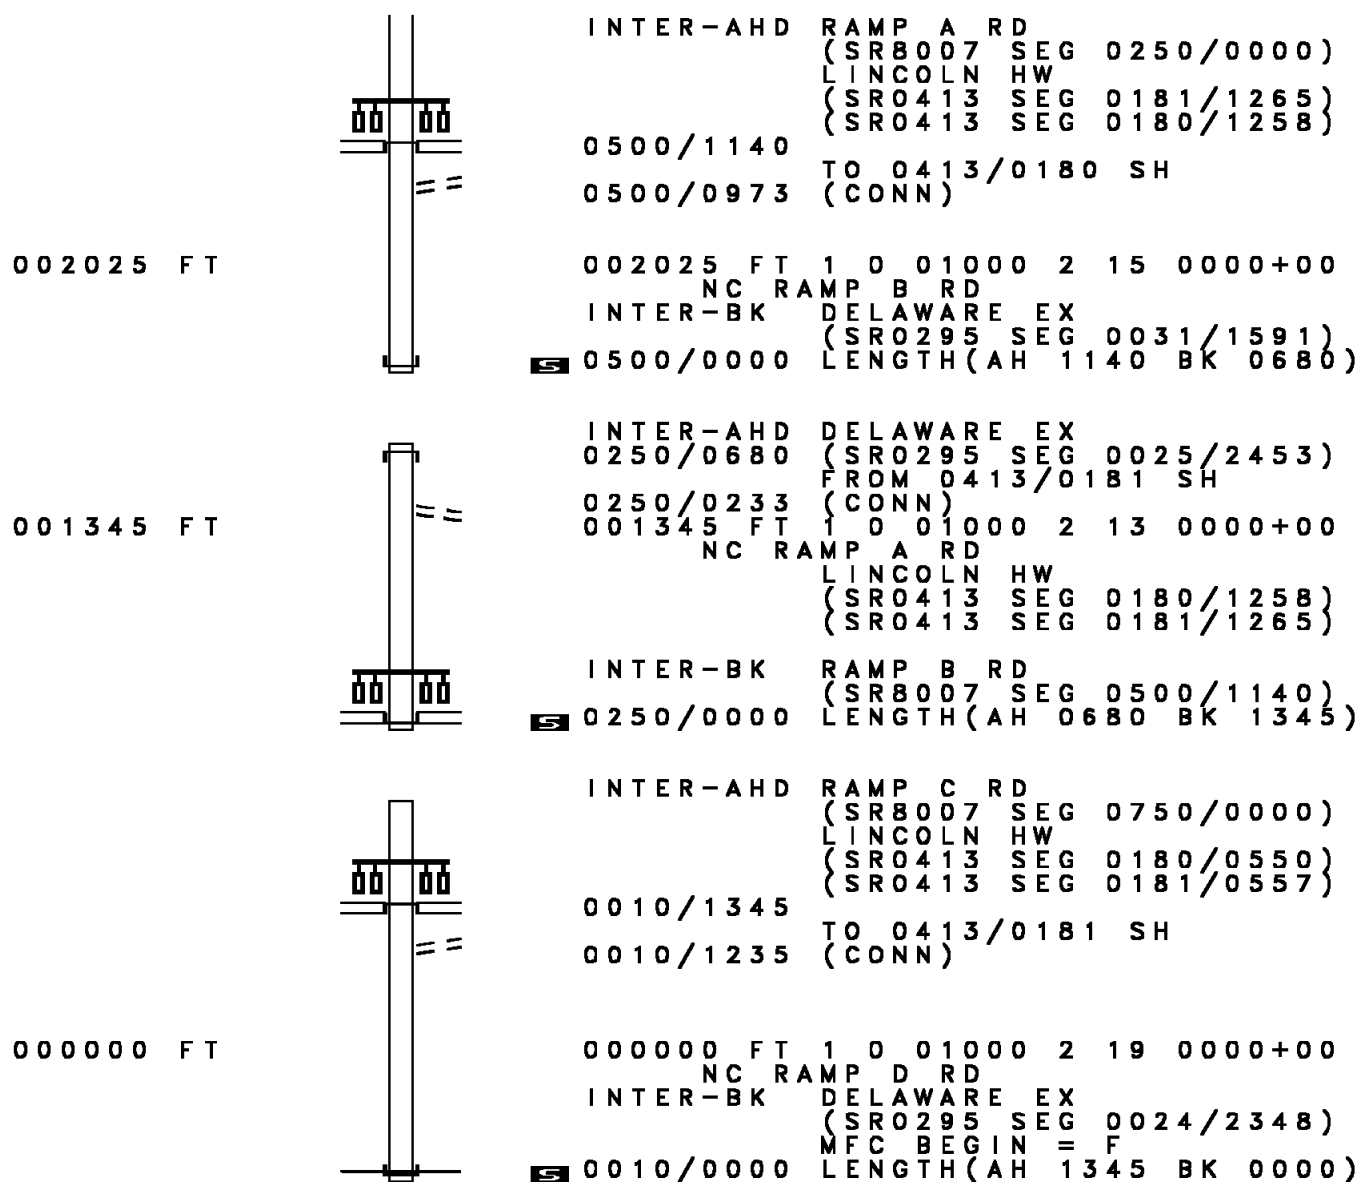 INTER-AHD RAMP A RD
(SR8007 SEG 0250/0000)
LINCOLN HW
(SR0413 SEG 0181/1265)
(SR0413 SEG 0180/1258)
0500/1140
TO 0413/0180 SH
0500/0973 (CONN)
002025 FT 002025 FT 1 0 01000 2 15 0000+00
NC RAMP B RD
INTER-BK DELAWARE EX
(SR0295 SEG 0031/1591)
S 0500/0000 LENGTH(AH 1140 BK 0680)
INTER-AHD DELAWARE EX
0250/0680 (SR0295 SEG 0025/2453)
FROM 0413/0181 SH
0250/0233 (CONN)
001345 FT 001345 FT 1 0 01000 2 13 0000+00
NC RAMP A RD
LINCOLN HW
(SR0413 SEG 0180/1258)
(SR0413 SEG 0181/1265)
INTER-BK RAMP B RD
(SR8007 SEG 0500/1140)
S 0250/0000 LENGTH(AH 0680 BK 1345)
INTER-AHD RAMP C RD
(SR8007 SEG 0750/0000)
LINCOLN HW
(SR0413 SEG 0180/0550)
(SR0413 SEG 0181/0557)
0010/1345
TO 0413/0181 SH
0010/1235 (CONN)
000000 FT 000000 FT 1 0 01000 2 19 0000+00
NC RAMP D RD
INTER-BK DELAWARE EX
(SR0295 SEG 0024/2348)
MFC BEGIN = F
S 0010/0000 LENGTH(AH 1345 BK 0000)